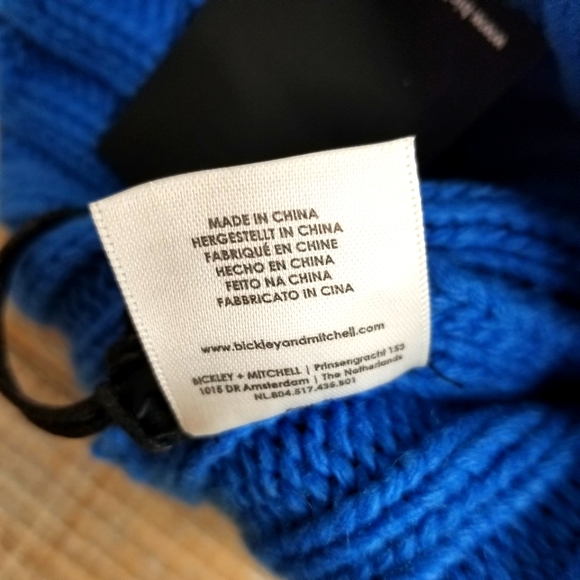 MADE IN CHINA
HERGESTELLT IN CHINA
FABRIQUÉ EN CHINE
HECHO EN CHINA
FEITO NA CHINA
FABBRICATO IN CINA
www.bickleyandmitchell.com
BICKLEY + MITCHELL | Prinsengracht 153
1015 DR Amsterdam | The Netherlands
NL.804.517.435.B01